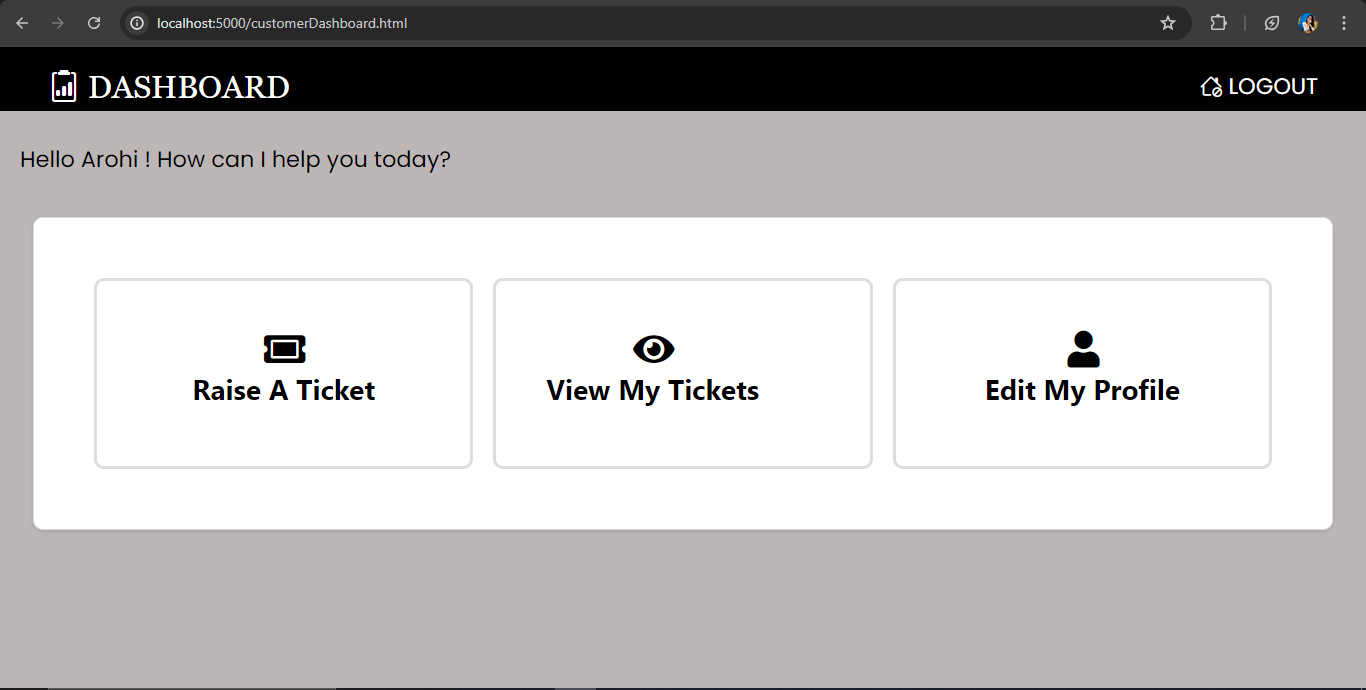 localhost:5000/customerDashboard.html
DASHBOARD
LOGOUT
Hello Arohi ! How can I help you today?
Raise A Ticket
View My Tickets
Edit My Profile